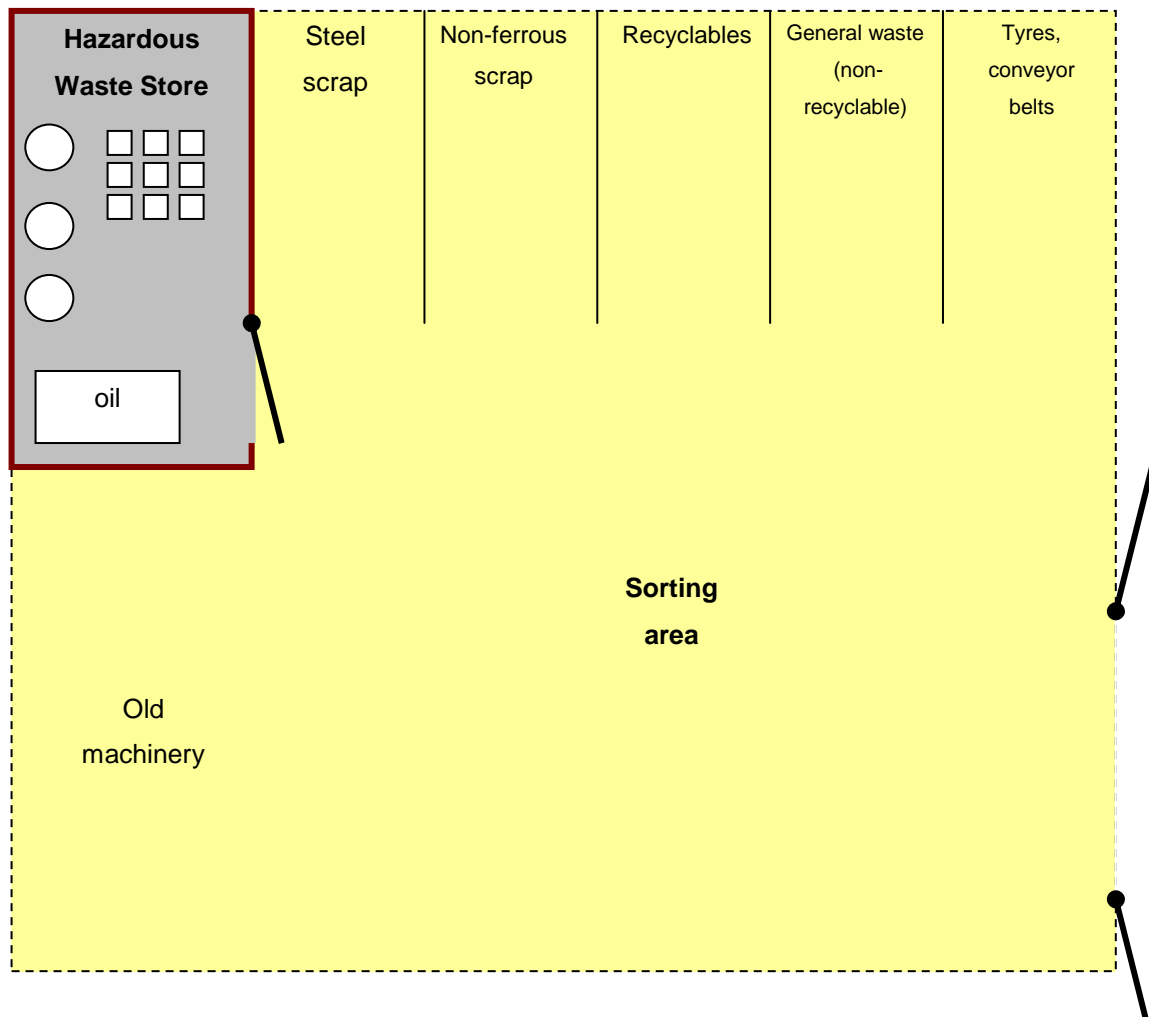 Hazardous
Waste Store
Steel
scrap
Non-ferrous
scrap
Recyclables
General waste
(non-
recyclable)
Tyres,
conveyor
belts
oil
Sorting
area
Old
machinery